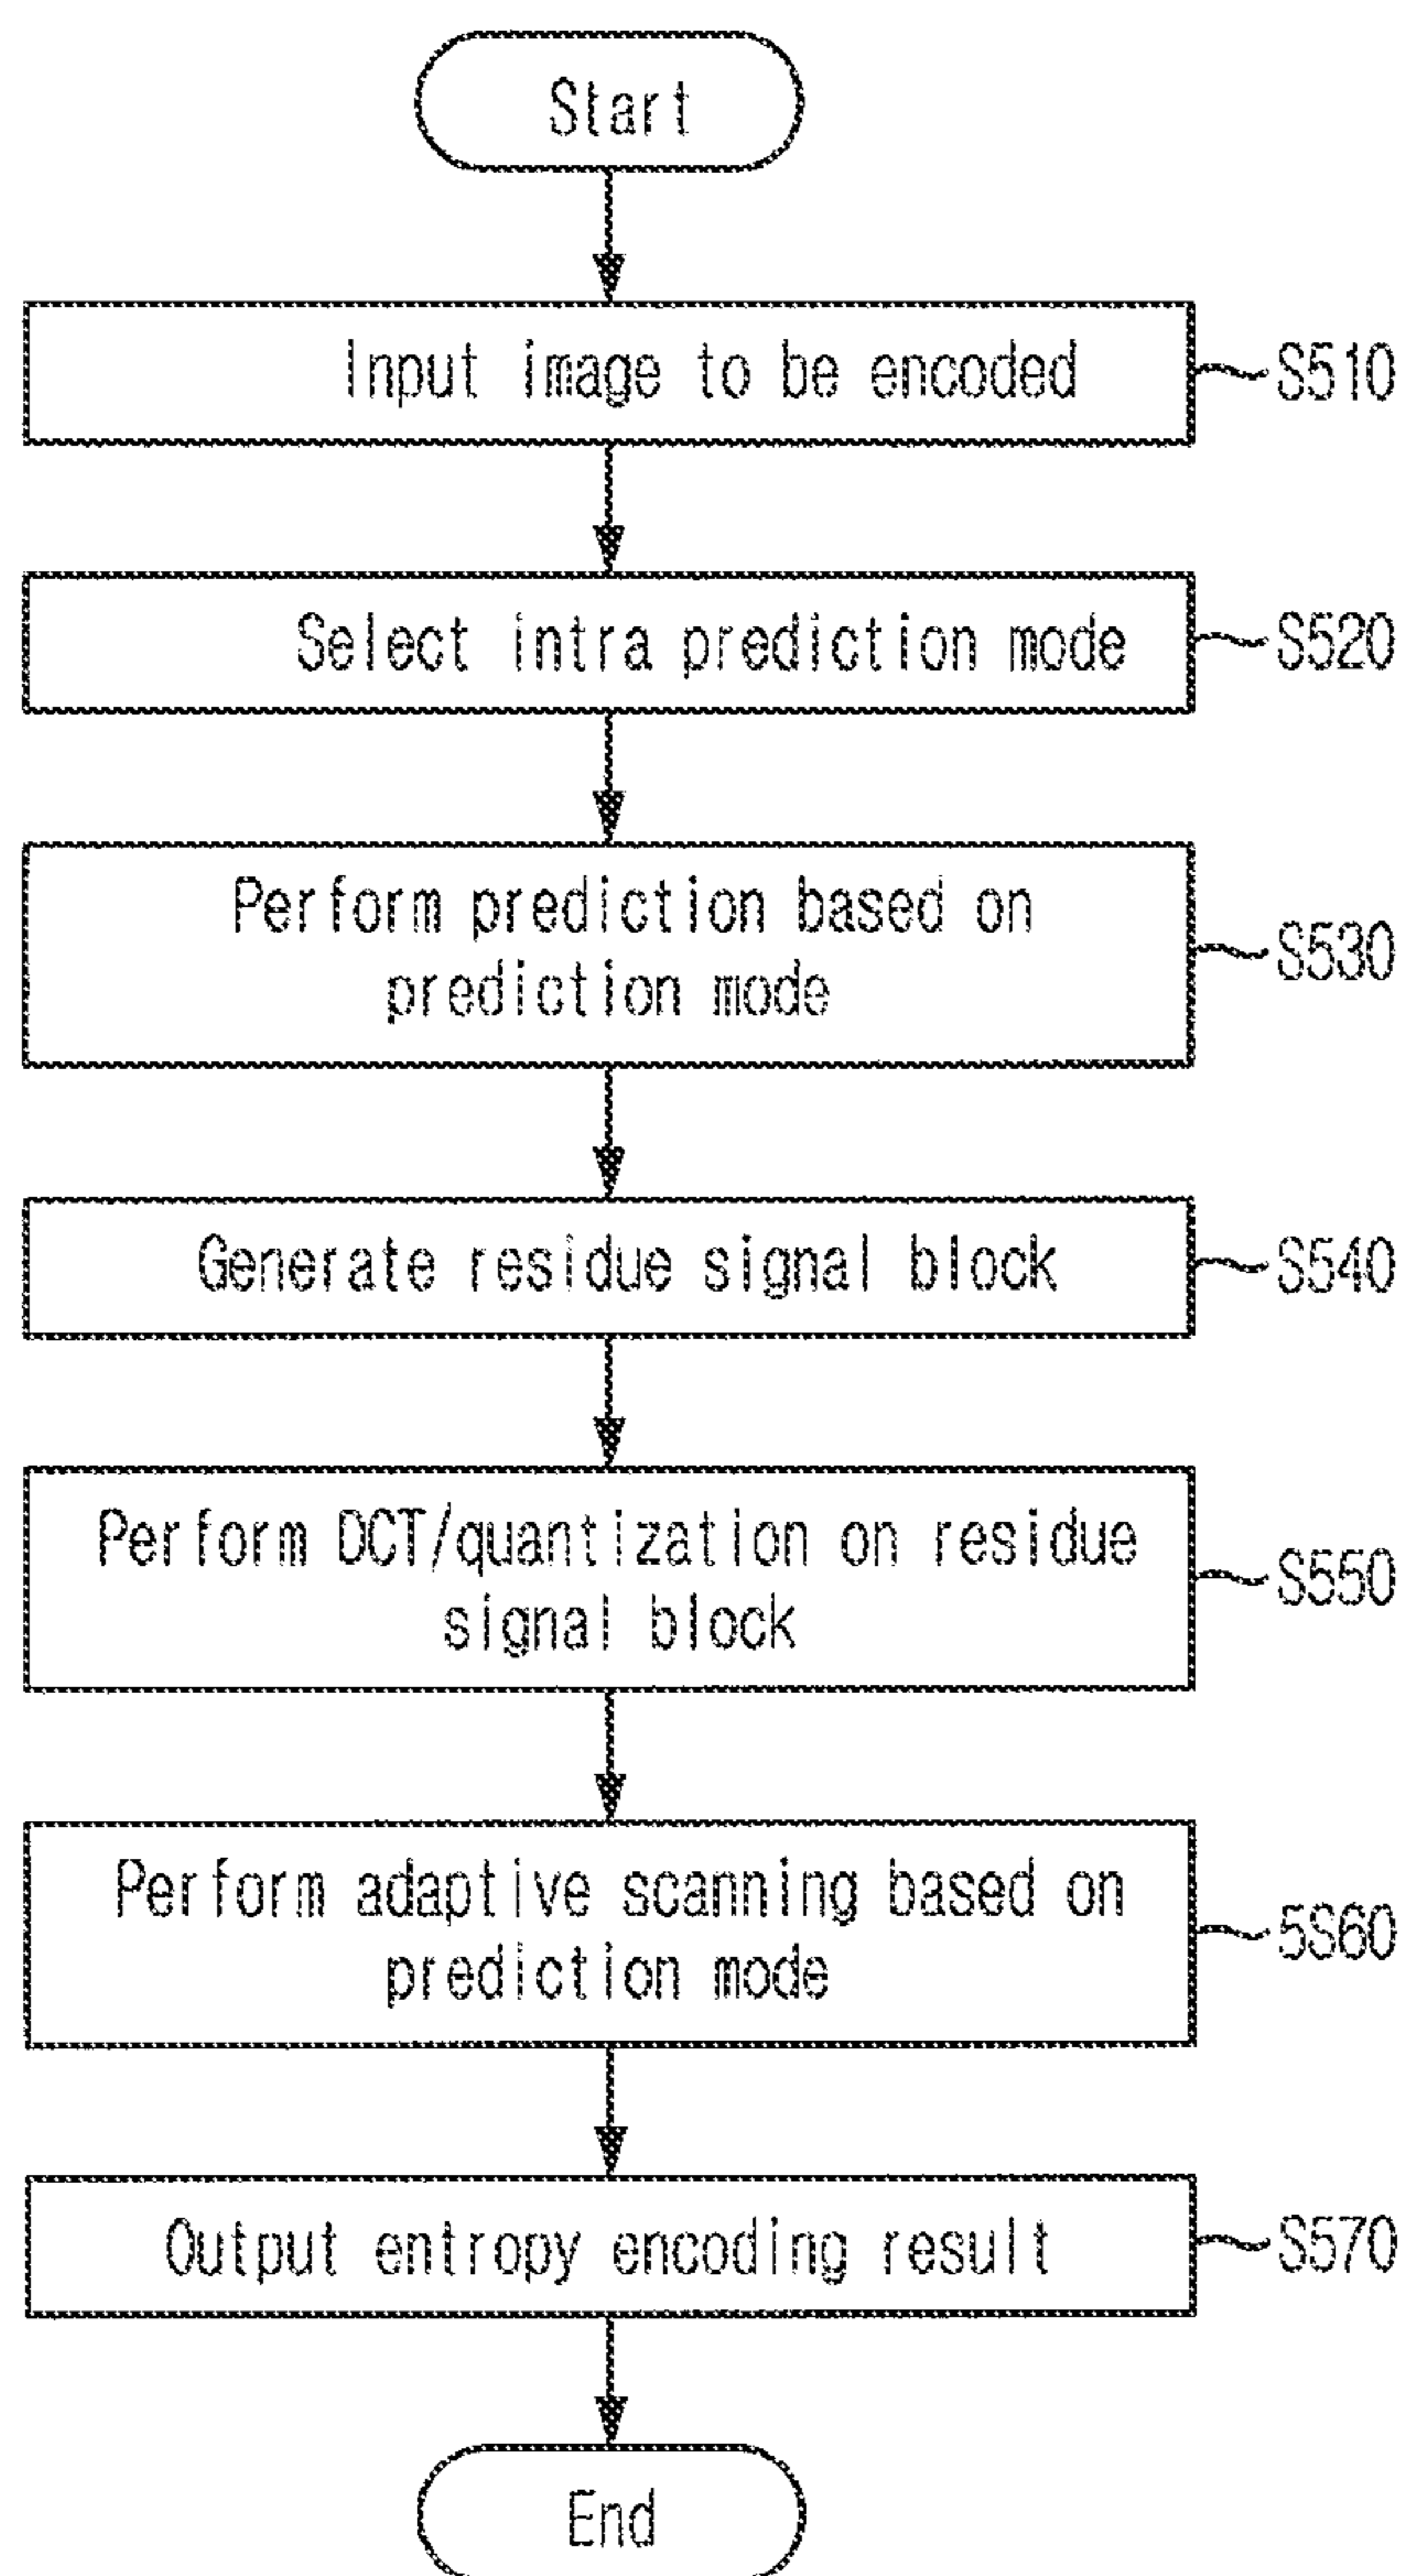 Start
Input image to be encoded
S510
Select intra prediction mode
S520
Perform prediction based on
prediction mode
S530
Generate residue signal block
S540
Perform DCT/quantization on residue
signal block
S550
Perform adaptive scanning based on
prediction mode
5S60
Output entropy encoding result
S570
End